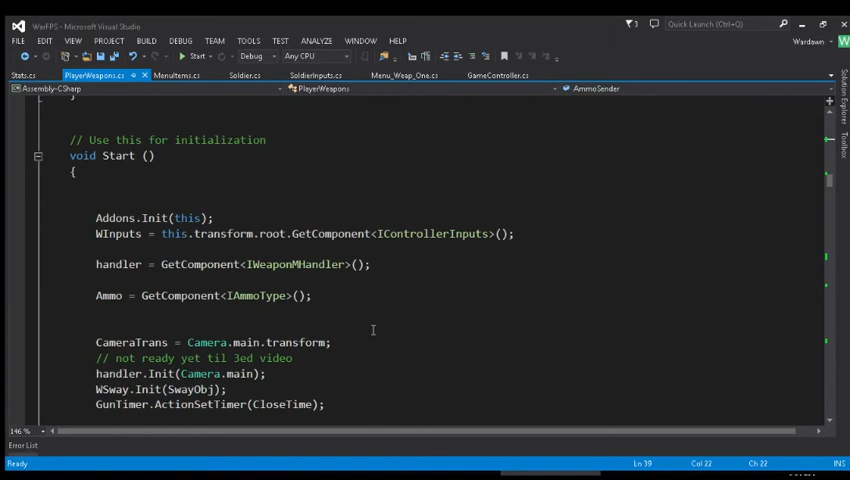 WarFPS - Microsoft Visual Studio
3
Quick Launch (Ctrl+Q)
FILE EDIT VIEW PROJECT BUILD DEBUG TEAM TOOLS TEST ANALYZE WINDOW HELP
Wardawn
W
Start Debug Any CPU
Stats.cs PlayerWeapons.cs MenuItems.cs Soldier.cs SoldierInputs.cs Menu_Weap_One.cs GameController.cs
Assembly-CSharp PlayerWeapons AmmoSender
}
// Use this for initialization
void Start ()
{
Addons.Init(this);
WInputs = this.transform.root.GetComponent<IControllerInputs>();
handler = GetComponent<IWeaponMHandler>();
Ammo = GetComponent<IAmmoType>();
CameraTrans = Camera.main.transform;
// not ready yet til 3ed video
handler.Init(Camera.main);
WSway.Init(SwayObj);
GunTimer.ActionSetTimer(CloseTime);
146 %
Error List
Ready Ln 39 Col 22 Ch 22 INS
Solution Explorer
Toolbox